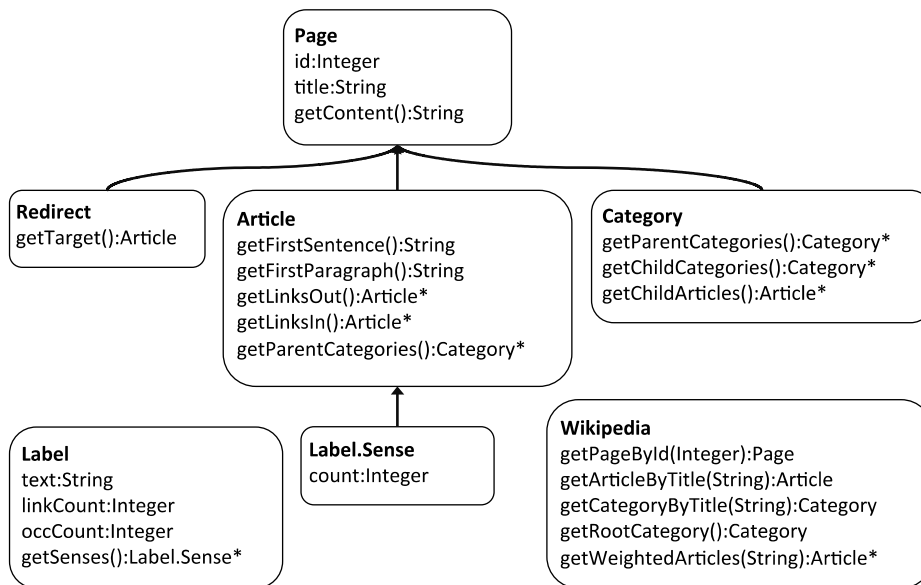 Page
id:Integer
title:String
getContent():String
Redirect
getTarget():Article
Article
getFirstSentence():String
getFirstParagraph():String
getLinksOut():Article*
getLinksIn():Article*
getParentCategories():Category*
Category
getParentCategories():Category*
getChildCategories():Category*
getChildArticles():Article*
Label
text:String
linkCount:Integer
occCount:Integer
getSenses():Label.Sense*
Label.Sense
count:Integer
Wikipedia
getPageById(Integer):Page
getArticleByTitle(String):Article
getCategoryByTitle(String):Category
getRootCategory():Category
getWeightedArticles(String):Article*